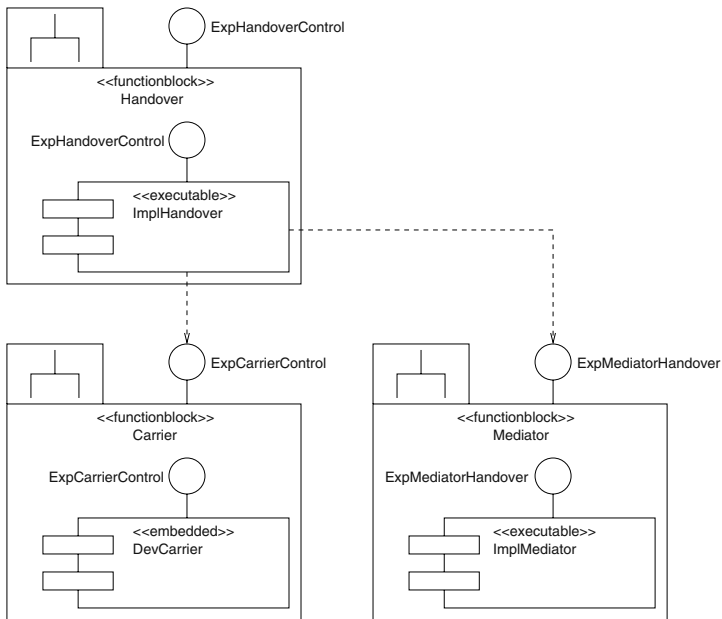 ExpHandoverControl
<<functionblock>>
Handover
ExpHandoverControl
<<executable>>
ImplHandover
ExpCarrierControl
ExpMediatorHandover
<<functionblock>>
Carrier
<<functionblock>>
Mediator
ExpCarrierControl
ExpMediatorHandover
<<embedded>>
DevCarrier
<<executable>>
ImplMediator